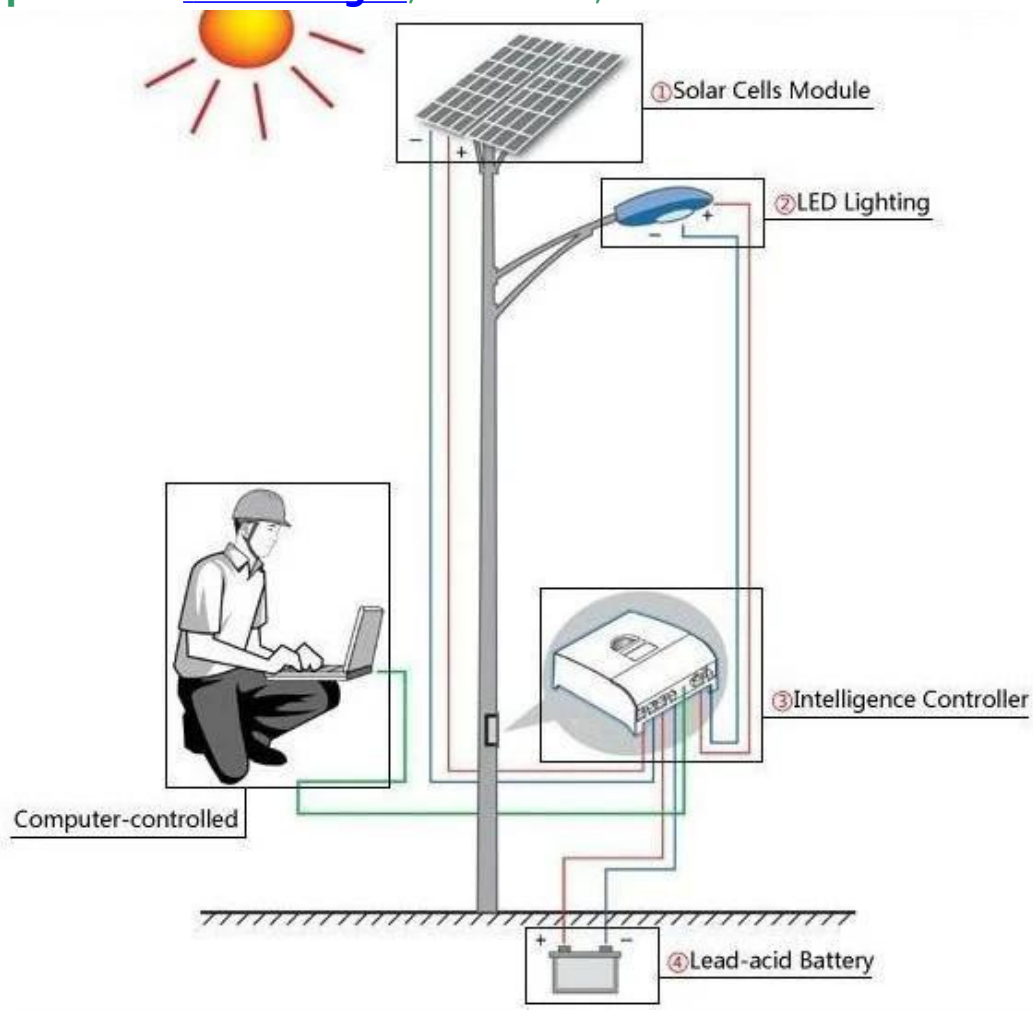 ①Solar Cells Module
− +
②LED Lighting
+
−
③Intelligence Controller
Computer-controlled
+ −
④Lead-acid Battery